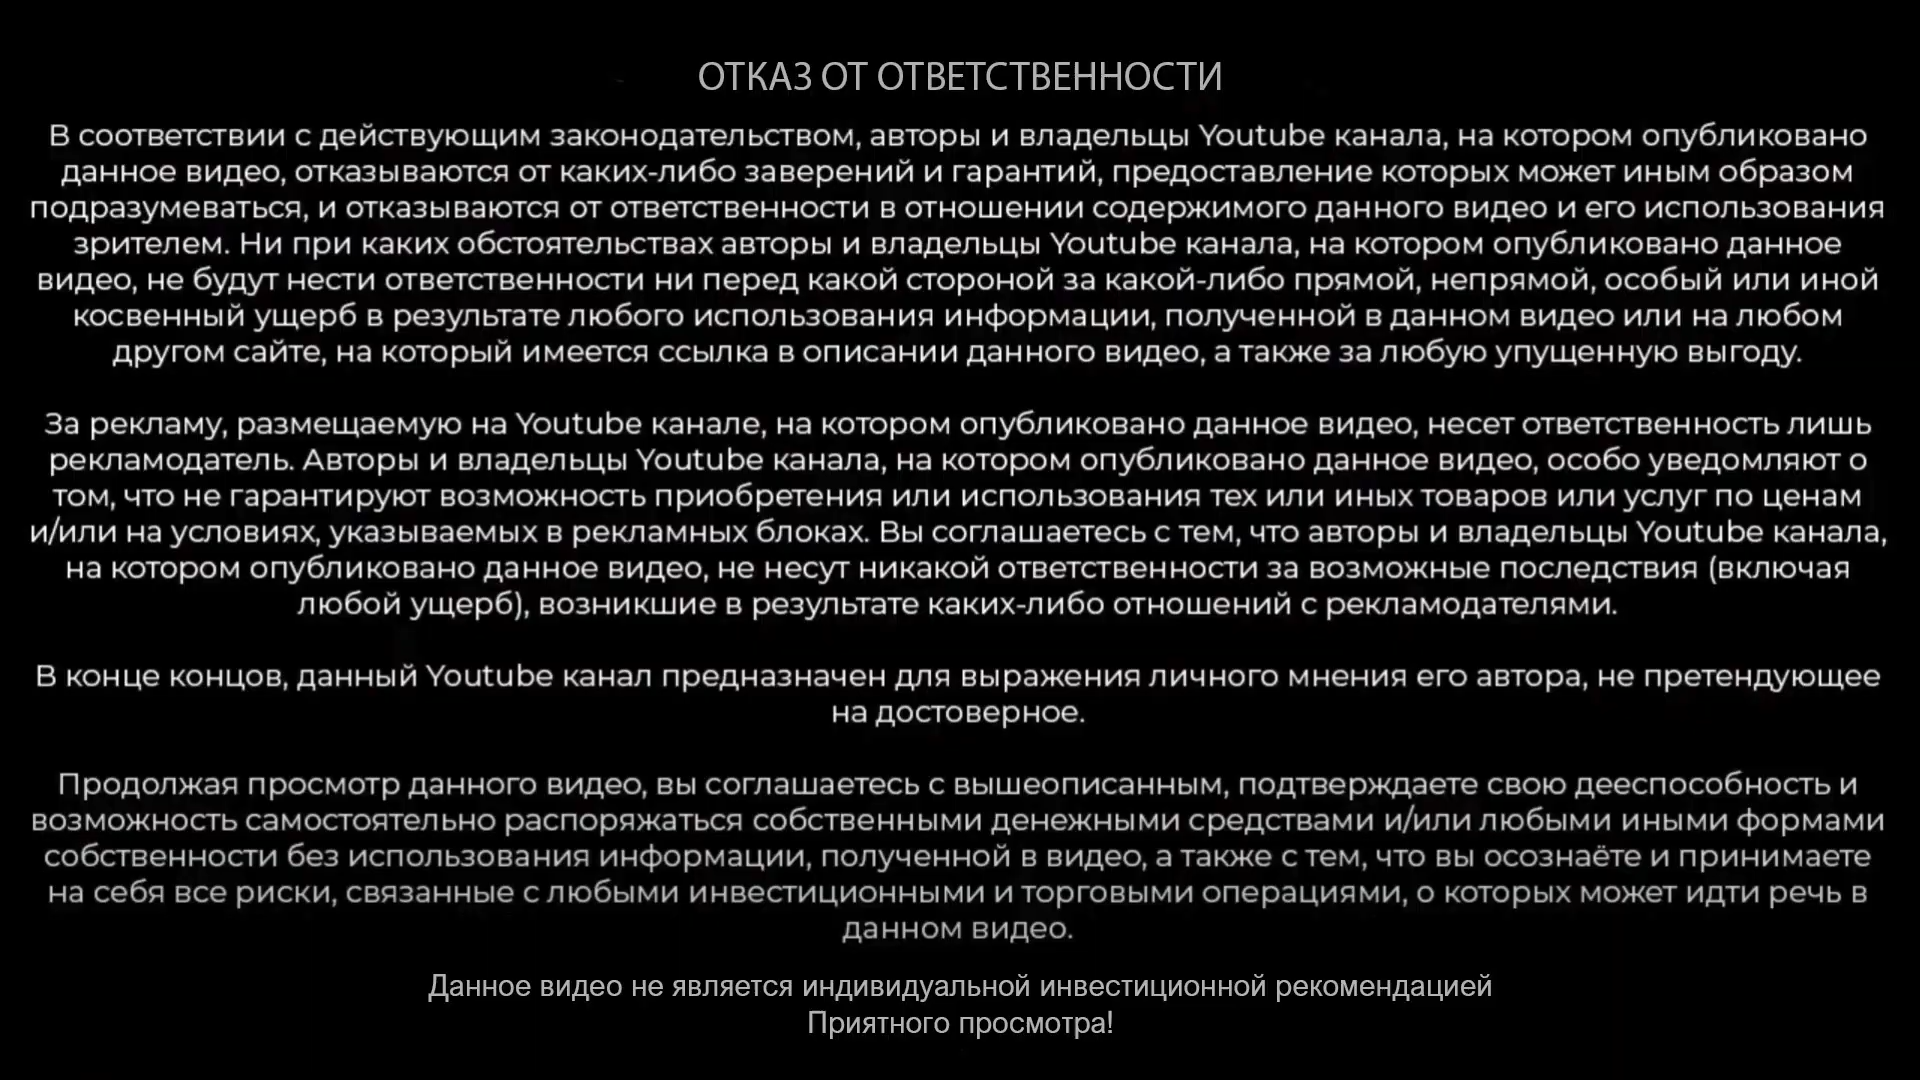 ОТКАЗ ОТ ОТВЕТСТВЕННОСТИ
В соответствии с действующим законодательством, авторы и владельцы Youtube канала, на котором опубликовано
данное видео, отказываются от каких-либо заверений и гарантий, предоставление которых может иным образом
подразумеваться, и отказываются от ответственности в отношении содержимого данного видео и его использования
зрителем. Ни при каких обстоятельствах авторы и владельцы Youtube канала, на котором опубликовано данное
видео, не будут нести ответственности ни перед какой стороной за какой-либо прямой, непрямой, особый или иной
косвенный ущерб в результате любого использования информации, полученной в данном видео или на любом
другом сайте, на который имеется ссылка в описании данного видео, а также за любую упущенную выгоду.
За рекламу, размещаемую на Youtube канале, на котором опубликовано данное видео, несет ответственность лишь
рекламодатель. Авторы и владельцы Youtube канала, на котором опубликовано данное видео, особо уведомляют о
том, что не гарантируют возможность приобретения или использования тех или иных товаров или услуг по ценам
и/или на условиях, указываемых в рекламных блоках. Вы соглашаетесь с тем, что авторы и владельцы Youtube канала,
на котором опубликовано данное видео, не несут никакой ответственности за возможные последствия (включая
любой ущерб), возникшие в результате каких-либо отношений с рекламодателями.
В конце концов, данный Youtube канал предназначен для выражения личного мнения его автора, не претендующее
на достоверное.
Продолжая просмотр данного видео, вы соглашаетесь с вышеописанным, подтверждаете свою дееспособность и
возможность самостоятельно распоряжаться собственными денежными средствами и/или любыми иными формами
собственности без использования информации, полученной в видео, а также с тем, что вы осознаёте и принимаете
на себя все риски, связанные с любыми инвестиционными и торговыми операциями, о которых может идти речь в
данном видео.
Данное видео не является индивидуальной инвестиционной рекомендацией
Приятного просмотра!